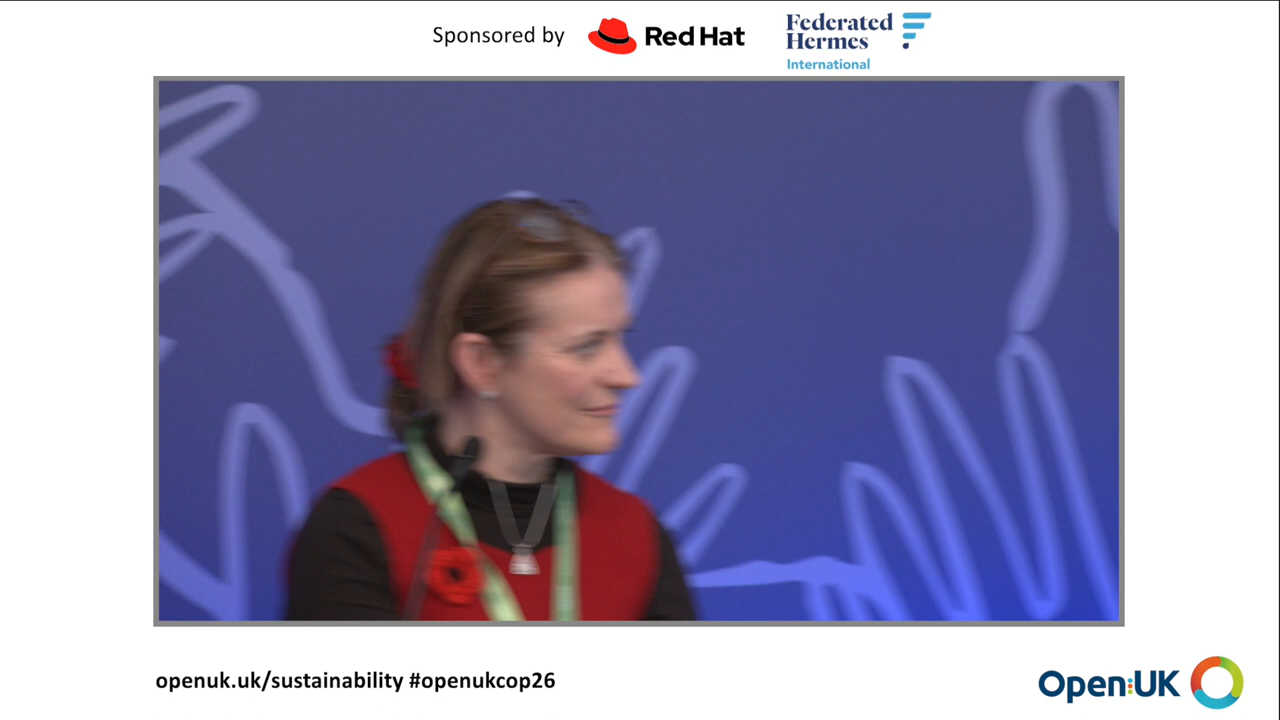 Sponsored by
Red Hat
Federated
Hermes
International
openuk.uk/sustainability #openukcop26
Open:UK